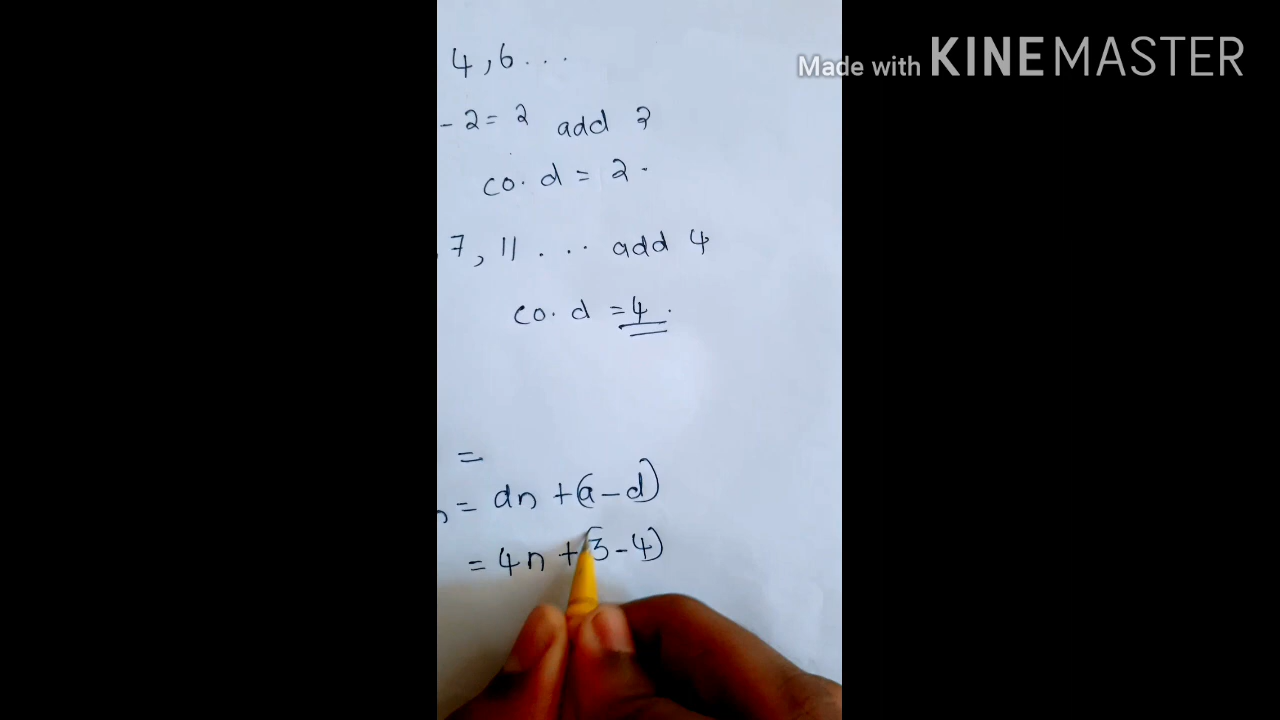 Made with KINEMASTER
4, 6 ...
- 2 = 2 add 2
co. d = 2.
7, 11 ... add 4
co. d = 4.
=
= dn + (a - d)
= 4n + (3 - 4)